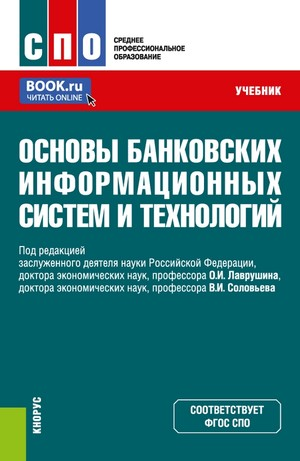 СПО
СРЕДНЕЕ
ПРОФЕССИОНАЛЬНОЕ
ОБРАЗОВАНИЕ
BOOK.ru
ЧИТАТЬ ONLINE
УЧЕБНИК
ОСНОВЫ БАНКОВСКИХ
ИНФОРМАЦИОННЫХ
СИСТЕМ И ТЕХНОЛОГИЙ
Под редакцией
заслуженного деятеля науки Российской Федерации,
доктора экономических наук, профессора О.И. Лаврушина,
доктора экономических наук, профессора В.И. Соловьева
КНОРУС
СООТВЕТСТВУЕТ
ФГОС СПО